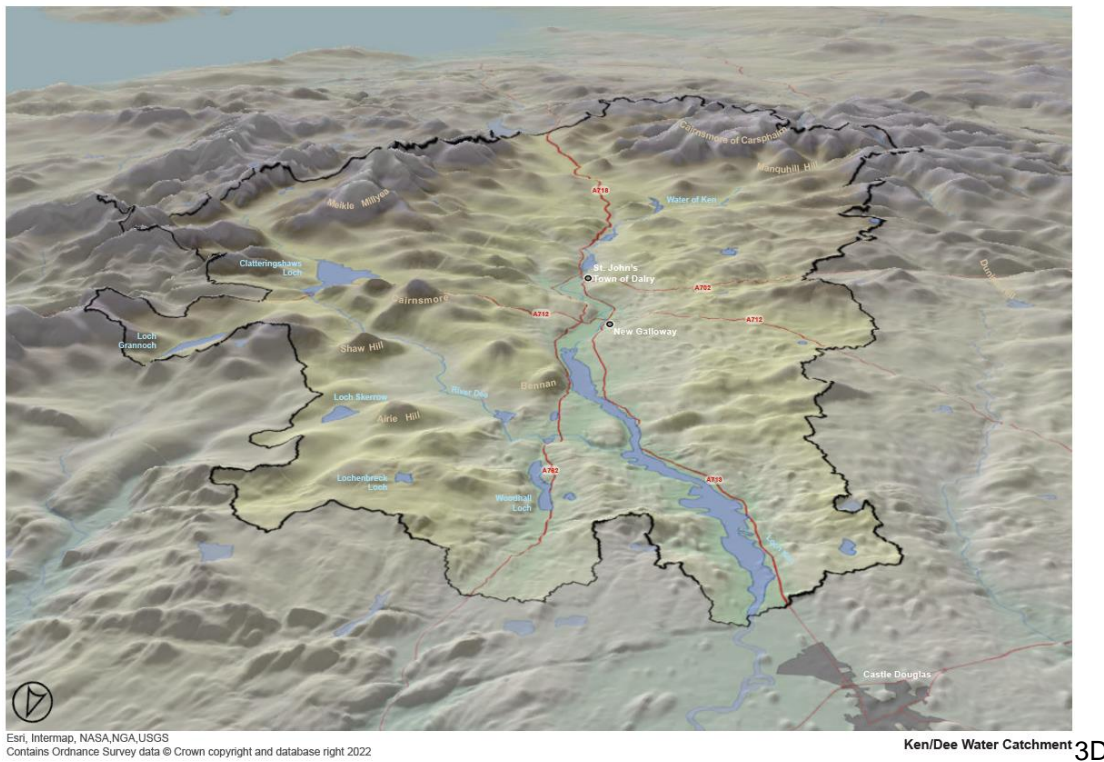 Cairnsmore of Carsphairn
Manquhill Hill
A713
Meikle Millyea
Water of Ken
Clatteringshaws
Loch
St. John's
Town of Dalry
A702
Cairnsmore
A712
A712
New Galloway
Loch
Grannoch
Shaw Hill
Bennan
River Dee
Loch Skerrow
Airie Hill
A762
A713
Lochenbreck
Loch
Woodhall
Loch
Castle Douglas
Esri, Intermap, NASA,NGA,USGS
Contains Ordnance Survey data © Crown copyright and database right 2022
Ken/Dee Water Catchment
3D